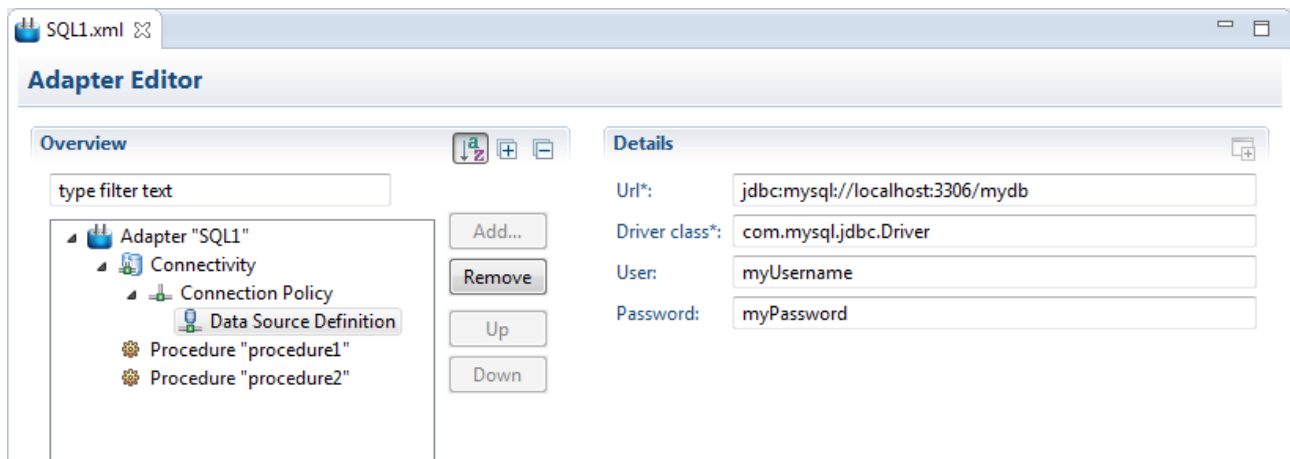 SQL1.xml
Adapter Editor
Overview
type filter text
Adapter "SQL1"
Connectivity
Connection Policy
Data Source Definition
Procedure "procedure1"
Procedure "procedure2"
Add...
Remove
Up
Down
Details
Url*: jdbc:mysql://localhost:3306/mydb
Driver class*: com.mysql.jdbc.Driver
User: myUsername
Password: myPassword